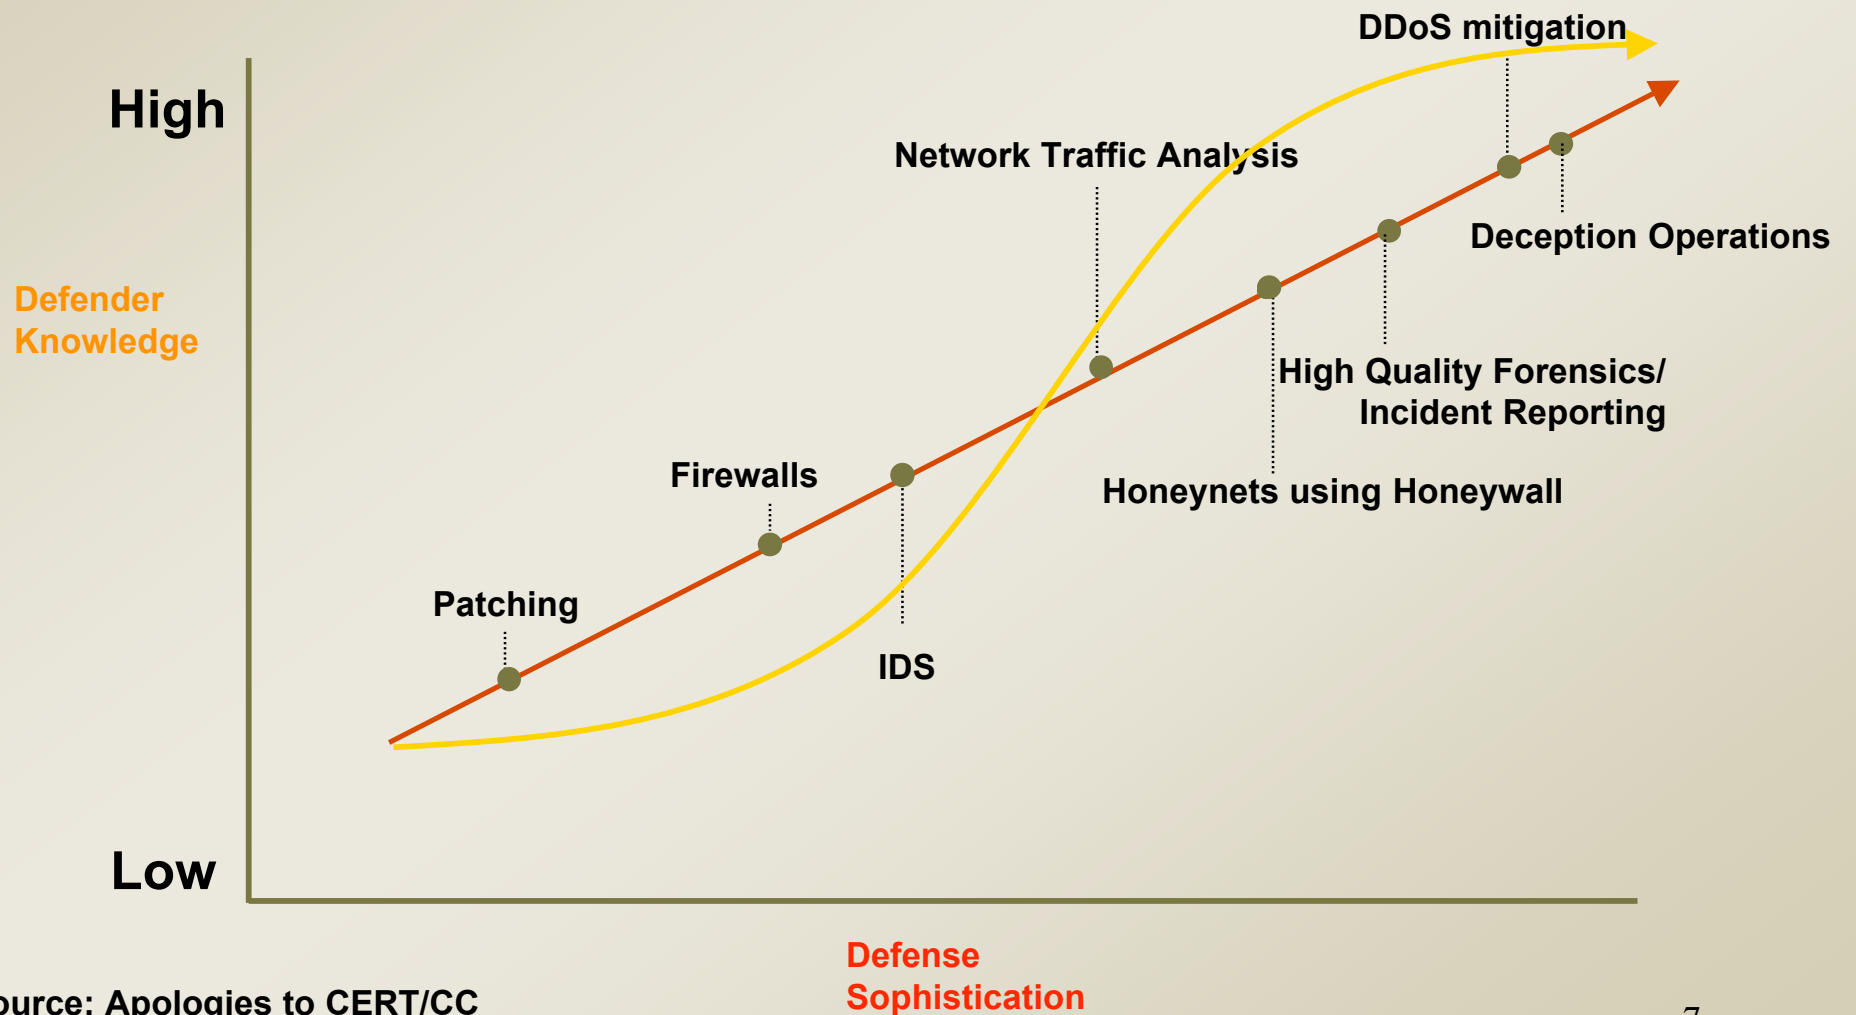 DDoS mitigation
High
Network Traffic Analysis
Deception Operations
Defender
Knowledge
High Quality Forensics/
Incident Reporting
Firewalls
Honeynets using Honeywall
Patching
IDS
Low
Defense
Sophistication
ource: Apologies to CERT/CC
7